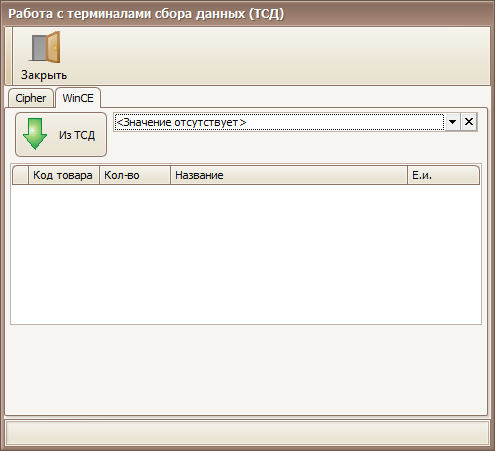 Работа с терминалами сбора данных (ТСД)
Закрыть
Cipher WinCE
Из ТСД <Значение отсутствует>
Код товара Кол-во Название Е.и.